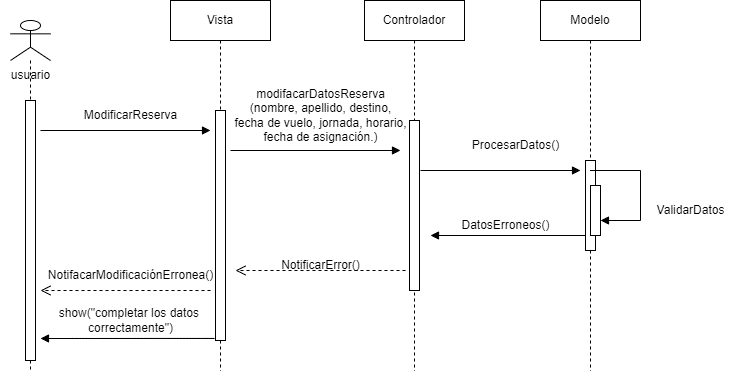 Vista
Controlador
Modelo
usuario
ModificarReserva
modifacarDatosReserva
(nombre, apellido, destino,
fecha de vuelo, jornada, horario,
fecha de asignación.)
ProcesarDatos()
ValidarDatos
DatosErroneos()
NotificarError()
NotifacarModificaciónErronea()
show("completar los datos
correctamente")